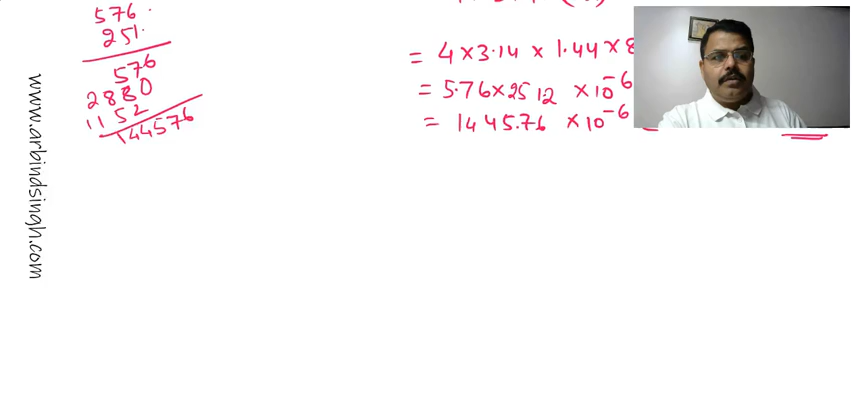 576.
251.
576
2880
1152
144576
= 4 × 3.14 × 1.44 × 8
= 5.76 × 25 12 × 10⁻⁶
= 1445.76 × 10⁻⁶
www.arbindsingh.com